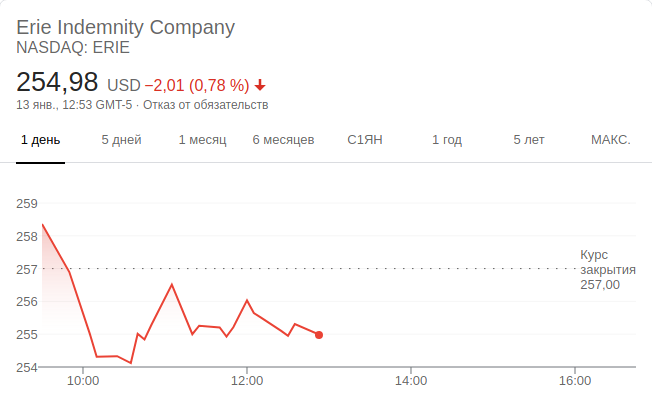 Erie Indemnity Company
NASDAQ: ERIE
254,98 USD −2,01 (0,78 %)
13 янв., 12:53 GMT-5 · Отказ от обязательств
1 день 5 дней 1 месяц 6 месяцев С1ЯН 1 год 5 лет МАКС.
259
258
257
256
255
254
Курс
закрытия
257,00
10:00 12:00 14:00 16:00